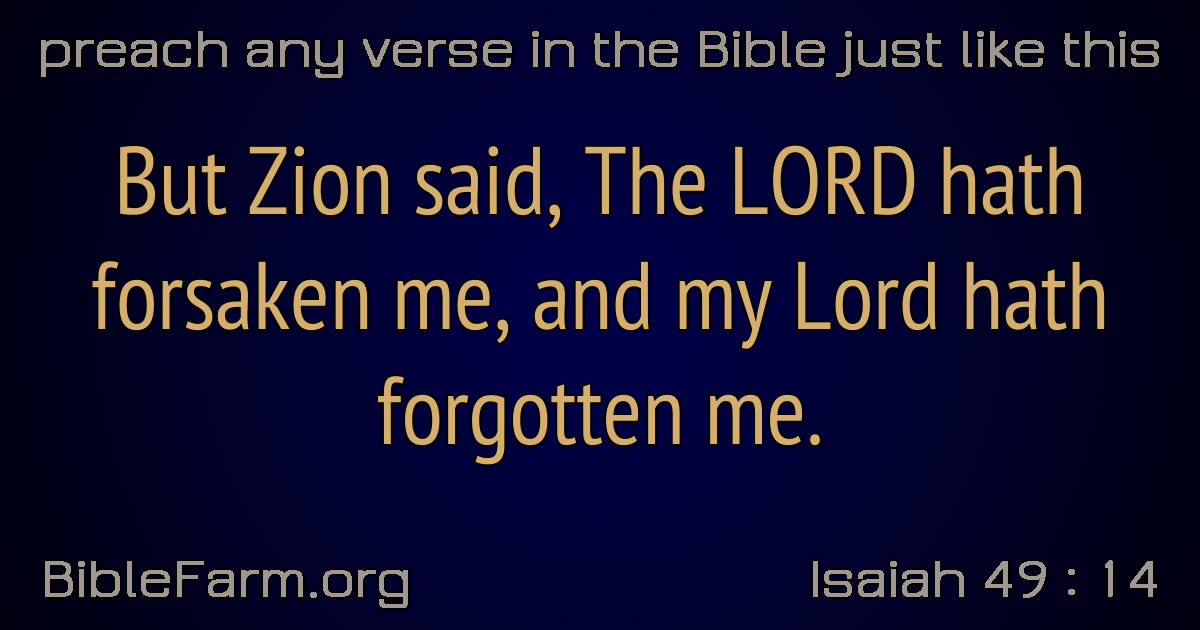 preach any verse in the Bible just like this
But Zion said, The LORD hath
forsaken me, and my Lord hath
forgotten me.
BibleFarm.org
Isaiah 49 : 14